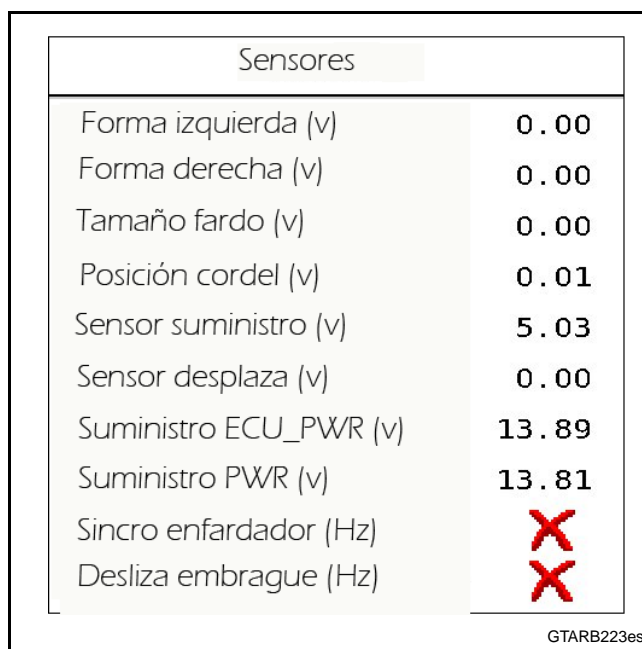 Sensores
Forma izquierda (v) 0.00
Forma derecha (v) 0.00
Tamaño fardo (v) 0.00
Posición cordel (v) 0.01
Sensor suministro (v) 5.03
Sensor desplaza (v) 0.00
Suministro ECU_PWR (v) 13.89
Suministro PWR (v) 13.81
Sincro enfardador (Hz)
Desliza embrague (Hz)
GTARB223es